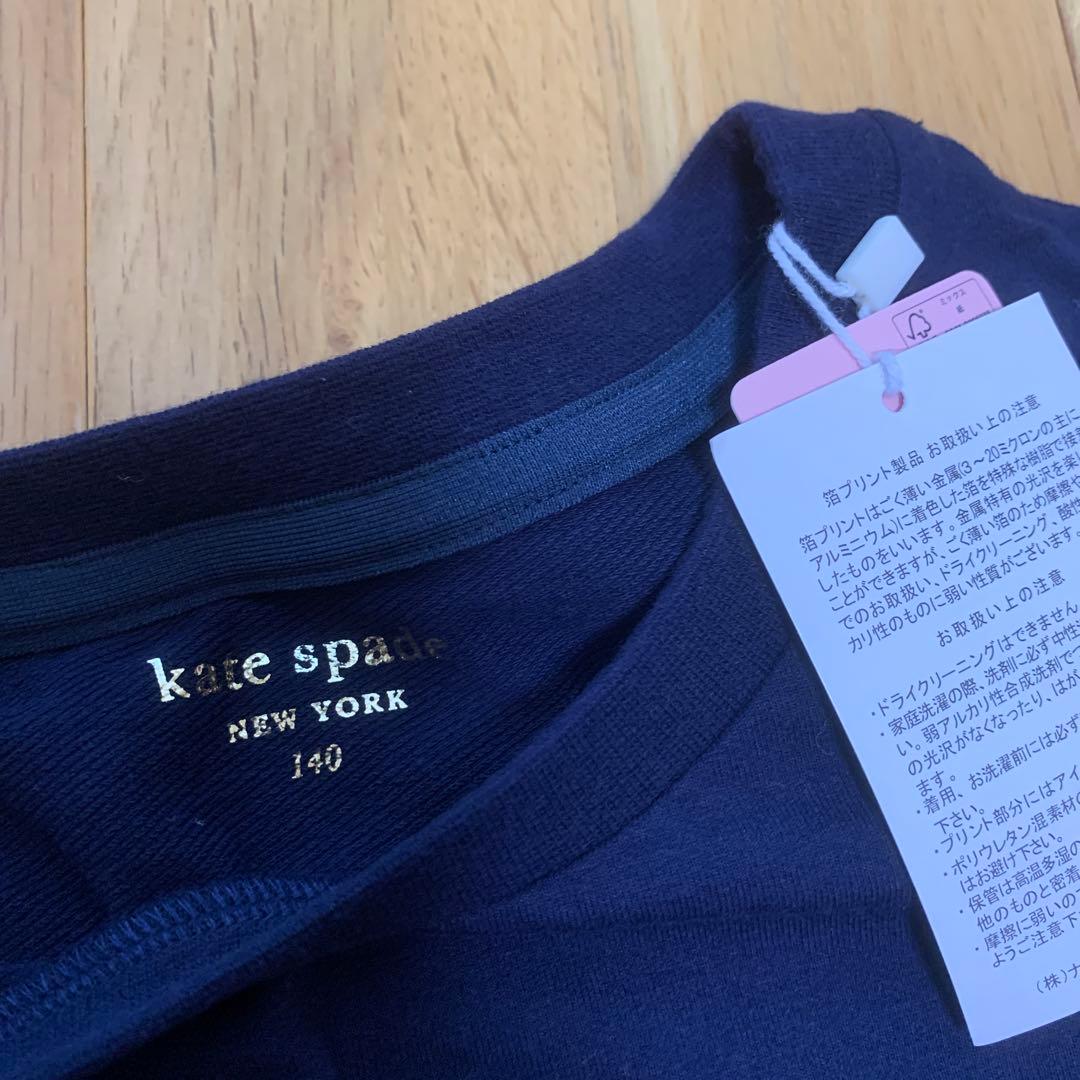 kate spade
NEW YORK
140
ミックス
紙
箔プリント製品 お取扱い上の注意
箔プリントはごく薄い金属(3～20ミクロンの主に
アルミニウム)に着色した箔を特殊な樹脂で接着
したものをいいます。金属特有の光沢を楽し
ことができますが、ごく薄い箔のため摩擦や
でのお取扱い、ドライクリーニング、酸性
カリ性のものに弱い性質がございます。
お取扱い上の注意
・ドライクリーニングはできません。
・家庭洗濯の際、洗剤に必ず中性洗
い。弱アルカリ性合成洗剤で
の光沢がなくなったり、はが
ます。
・着用、お洗濯前には必ず
下さい。
・プリント部分にはアイ
・ポリウレタン混素材の
はお避け下さい。
・保管は高温多湿の
他のものと密着
・摩擦に弱いので
ようご注意下
(株)ナ